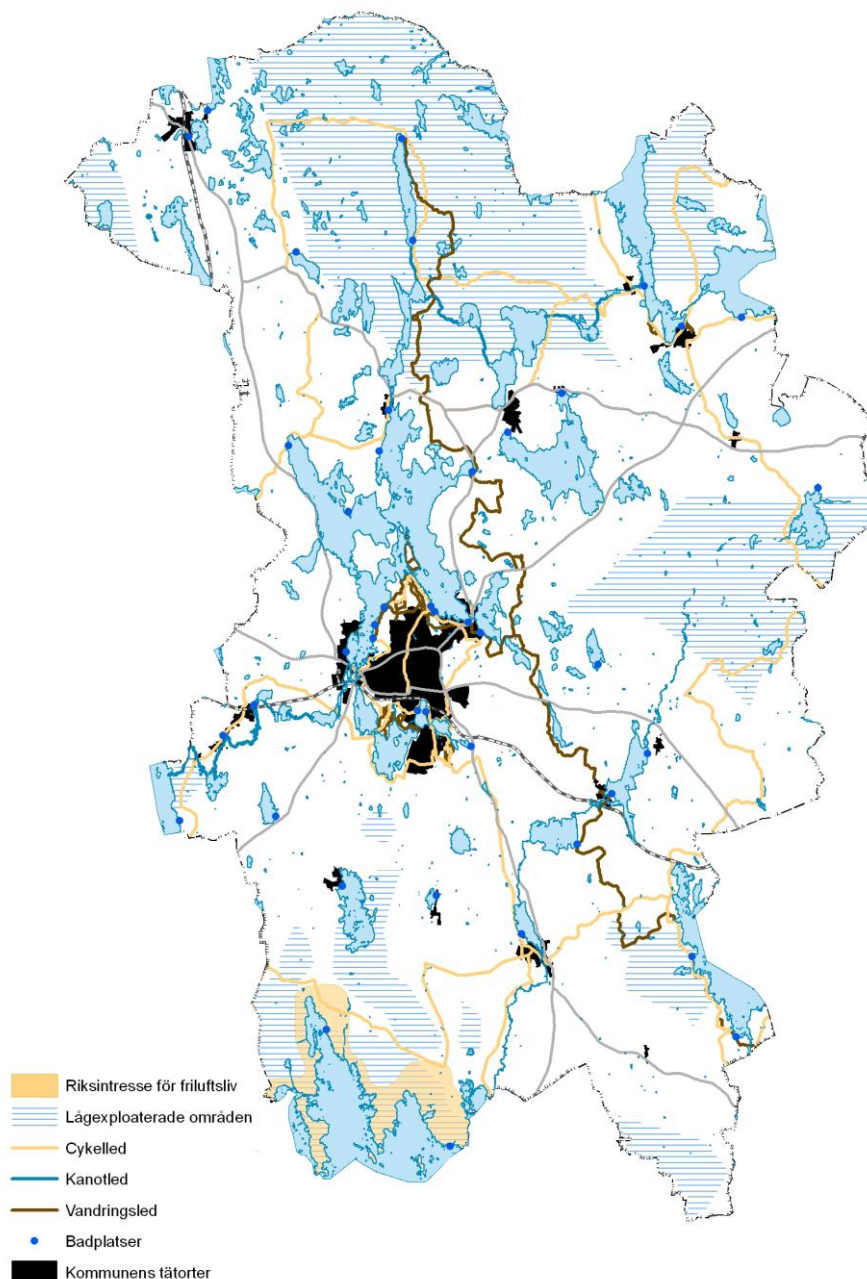 Riksintresse för friluftsliv
Lågexploaterade områden
Cykelled
Kanotled
Vandringsled
Badplatser
Kommunens tätorter